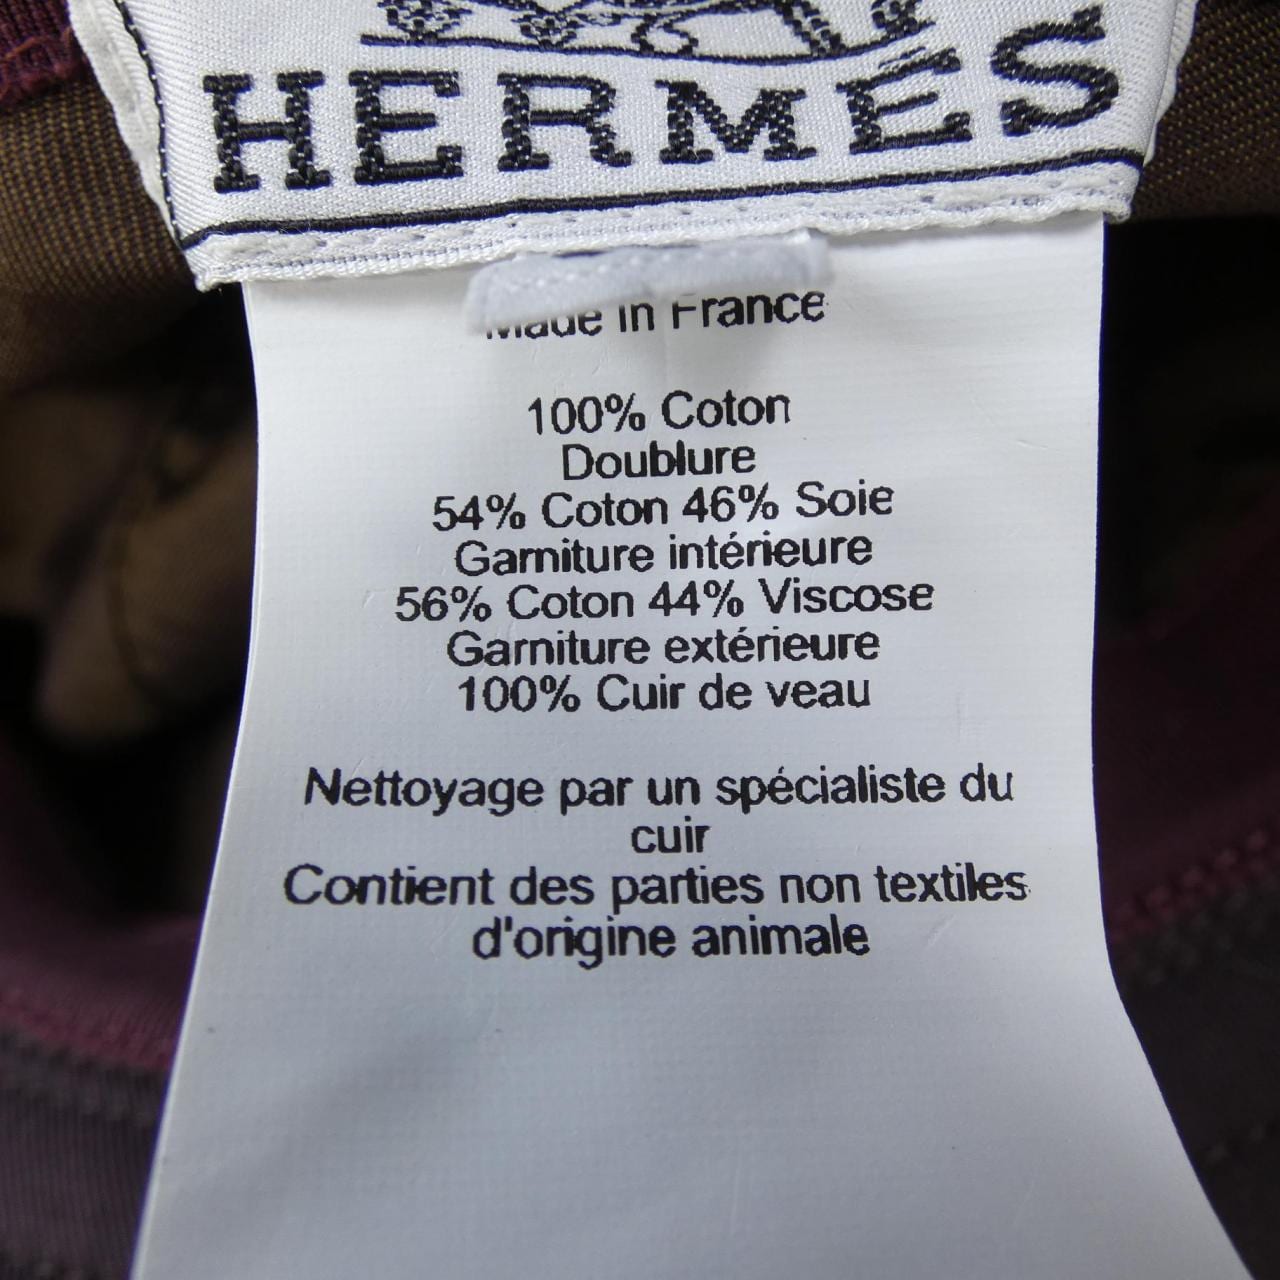 HERMÈS
Made in France
100% Coton
Doublure
54% Coton 46% Soie
Garniture intérieure
56% Coton 44% Viscose
Garniture extérieure
100% Cuir de veau
Nettoyage par un spécialiste du
cuir
Contient des parties non textiles
d'origine animale